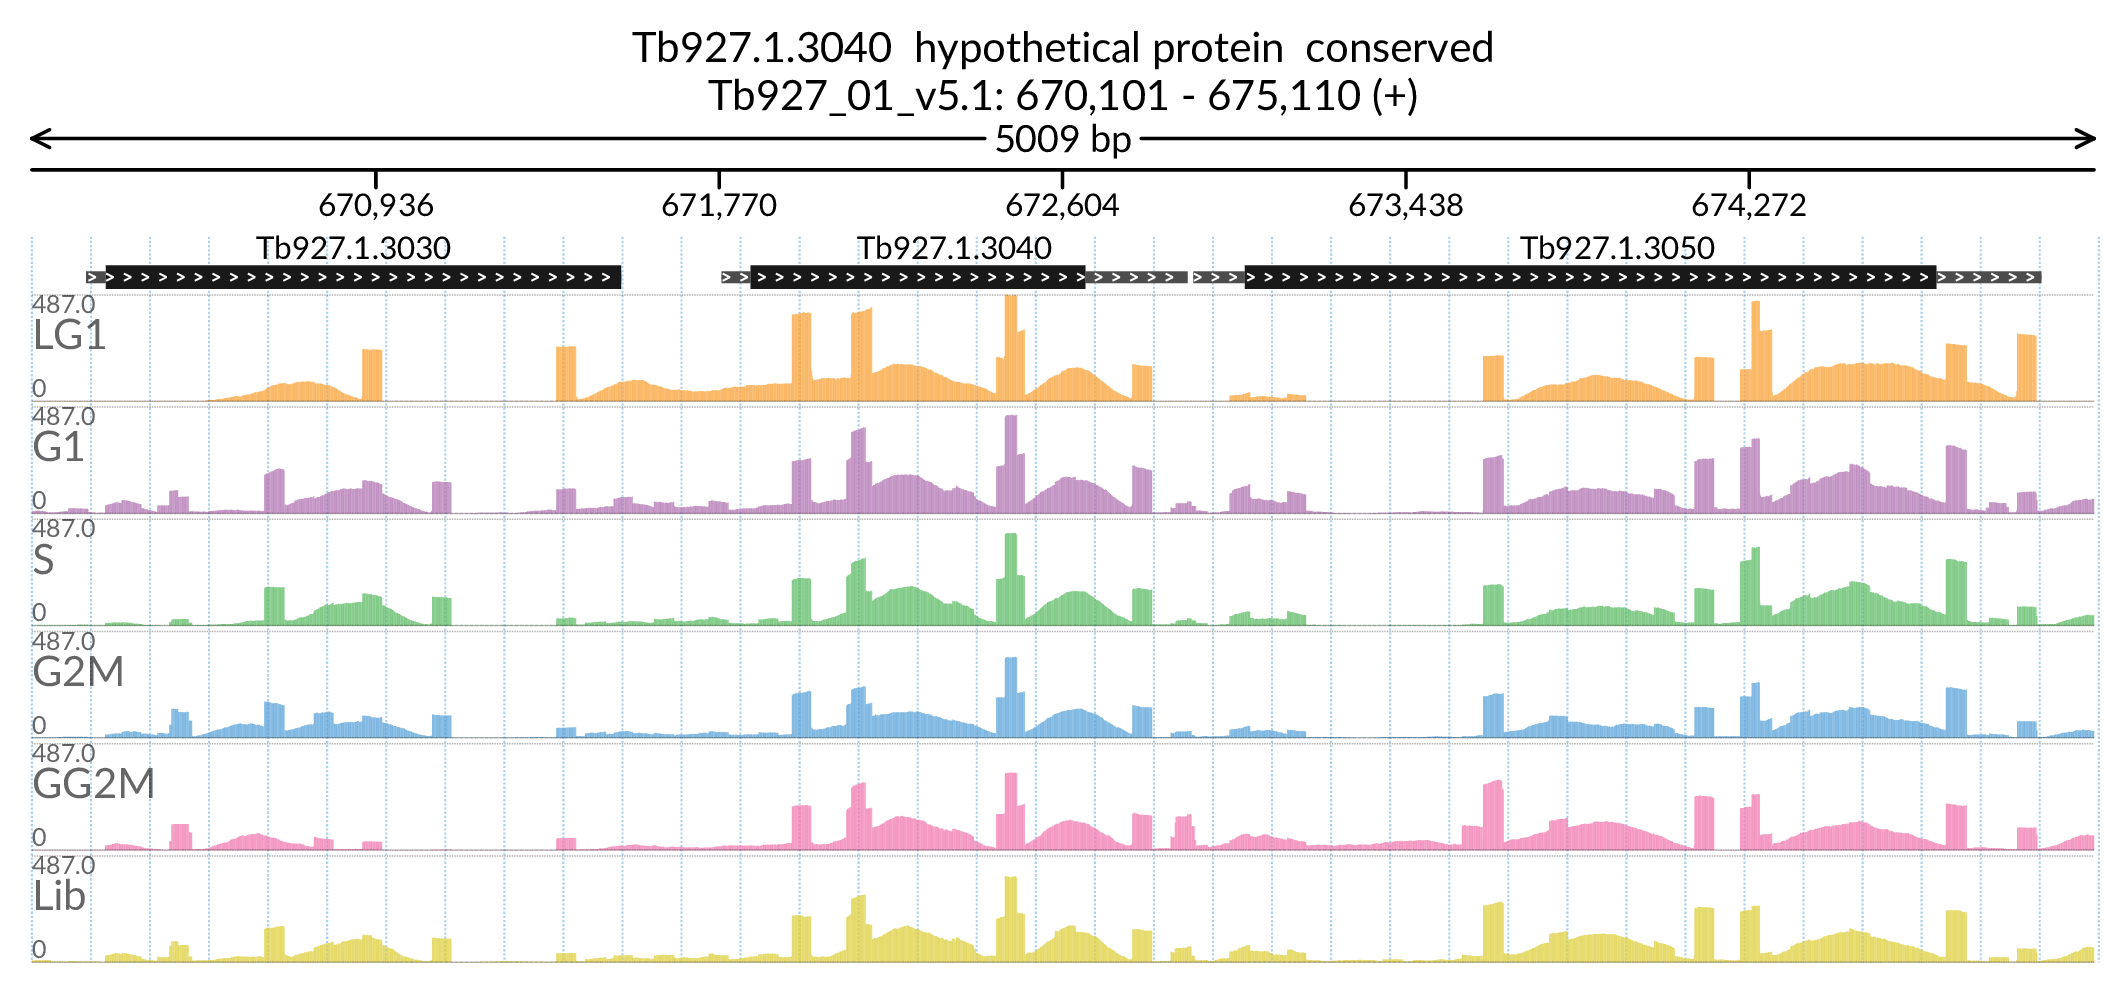 Tb927.1.3040 hypothetical protein conserved
Tb927_01_v5.1: 670,101 - 675,110 (+)
5009 bp
670,936 671,770 672,604 673,438 674,272
Tb927.1.3030 Tb927.1.3040 Tb927.1.3050
487.0
LG1
0
487.0
G1
0
487.0
S
0
487.0
G2M
0
487.0
GG2M
0
487.0
Lib
0